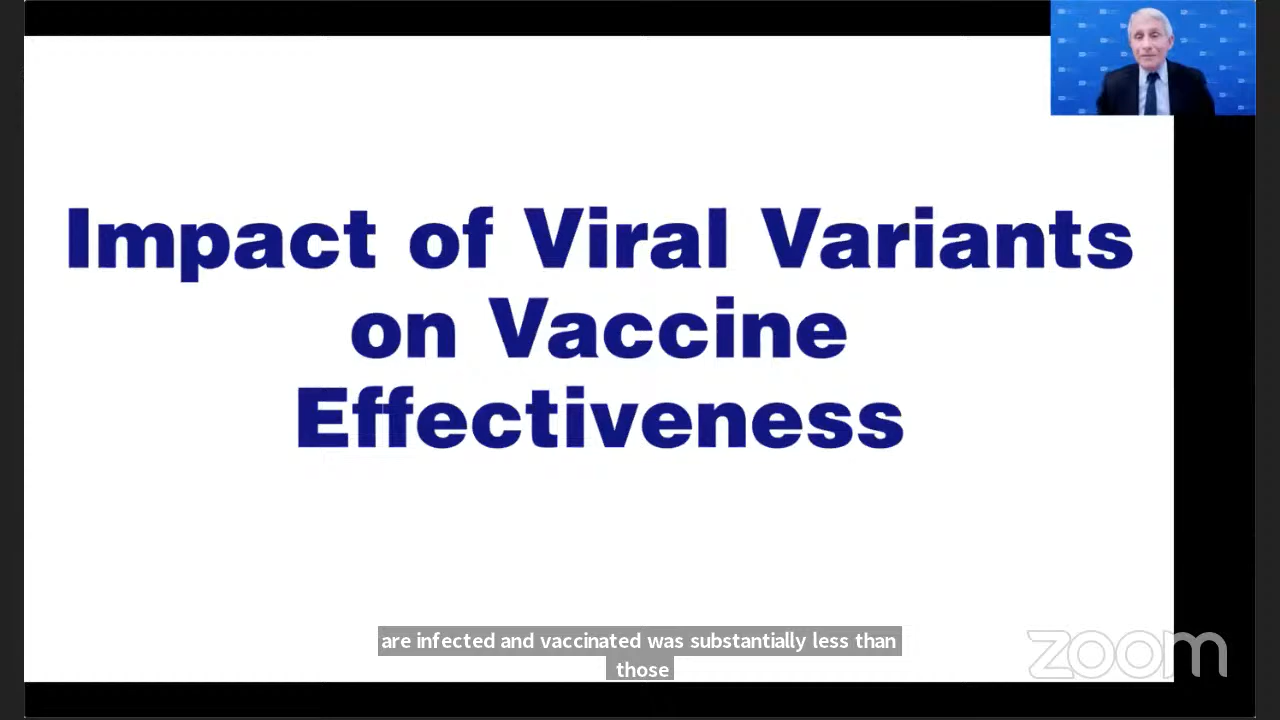 Impact of Viral Variants
on Vaccine
Effectiveness
are infected and vaccinated was substantially less than
those
zoom